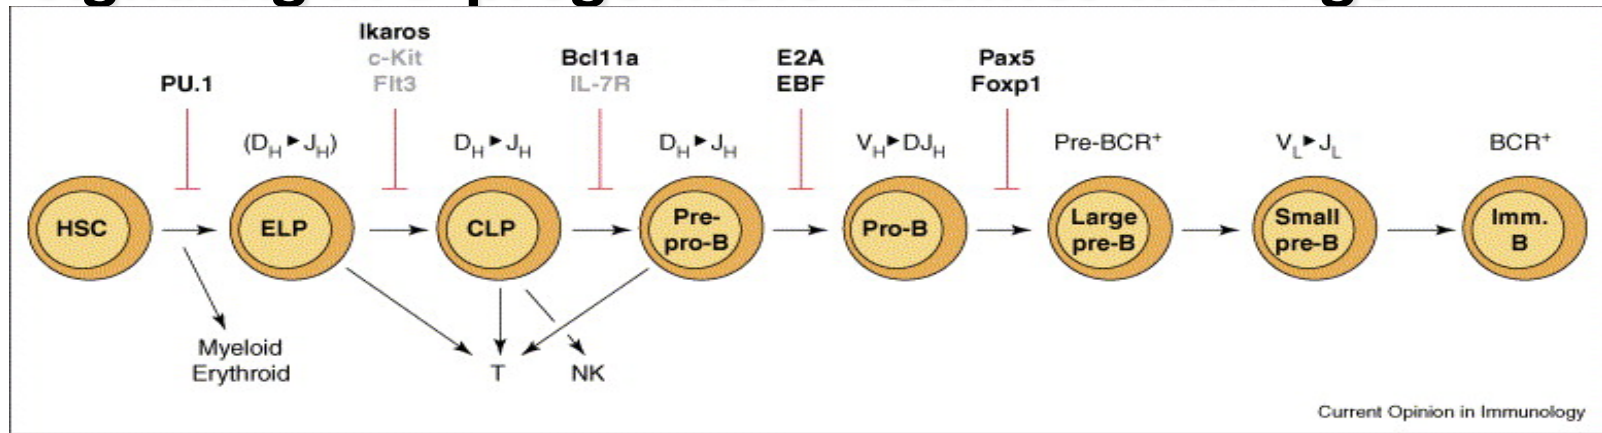 Ikaros
c-Kit
Flt3
PU.1
Bcl11a
IL-7R
E2A
EBF
Pax5
Foxp1
(DH►JH)
DH►JH
DH►JH
VH►DJH
Pre-BCR+
VL►JL
BCR+
HSC
ELP
CLP
Pre-
pro-B
Pro-B
Large
pre-B
Small
pre-B
Imm.
B
Myeloid
Erythroid
T
NK
Current Opinion in Immunology